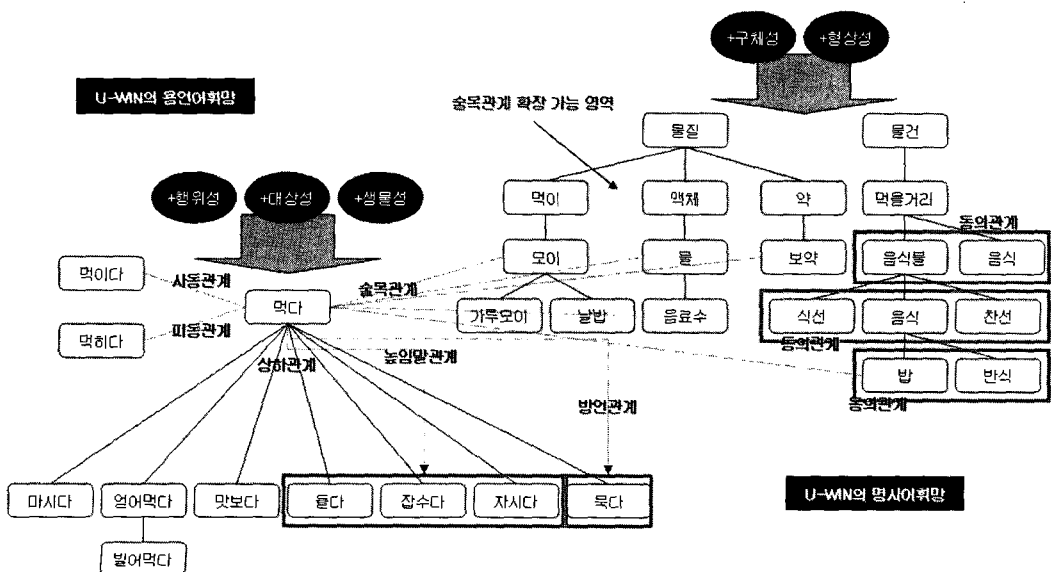 +구체성 +형상성
U-WIN의 용언어휘망
술목관계 확장 가능 영역
물질 물건
+행위성 +대상성 +생물성
먹이 액체 약 먹을거리
동의관계
모이 물 보약 음식물 음식
먹이다 사동관계
술목관계
먹다
가루모이 낟밥 음료수 식선 음식 찬선
먹히다 피동관계
동의관계
상하관계 높임말관계
밥 반식
방언관계 동의관계
마시다 얻어먹다 맛보다 들다 잡수다 자시다 묵다
U-WIN의 명사어휘망
빌어먹다